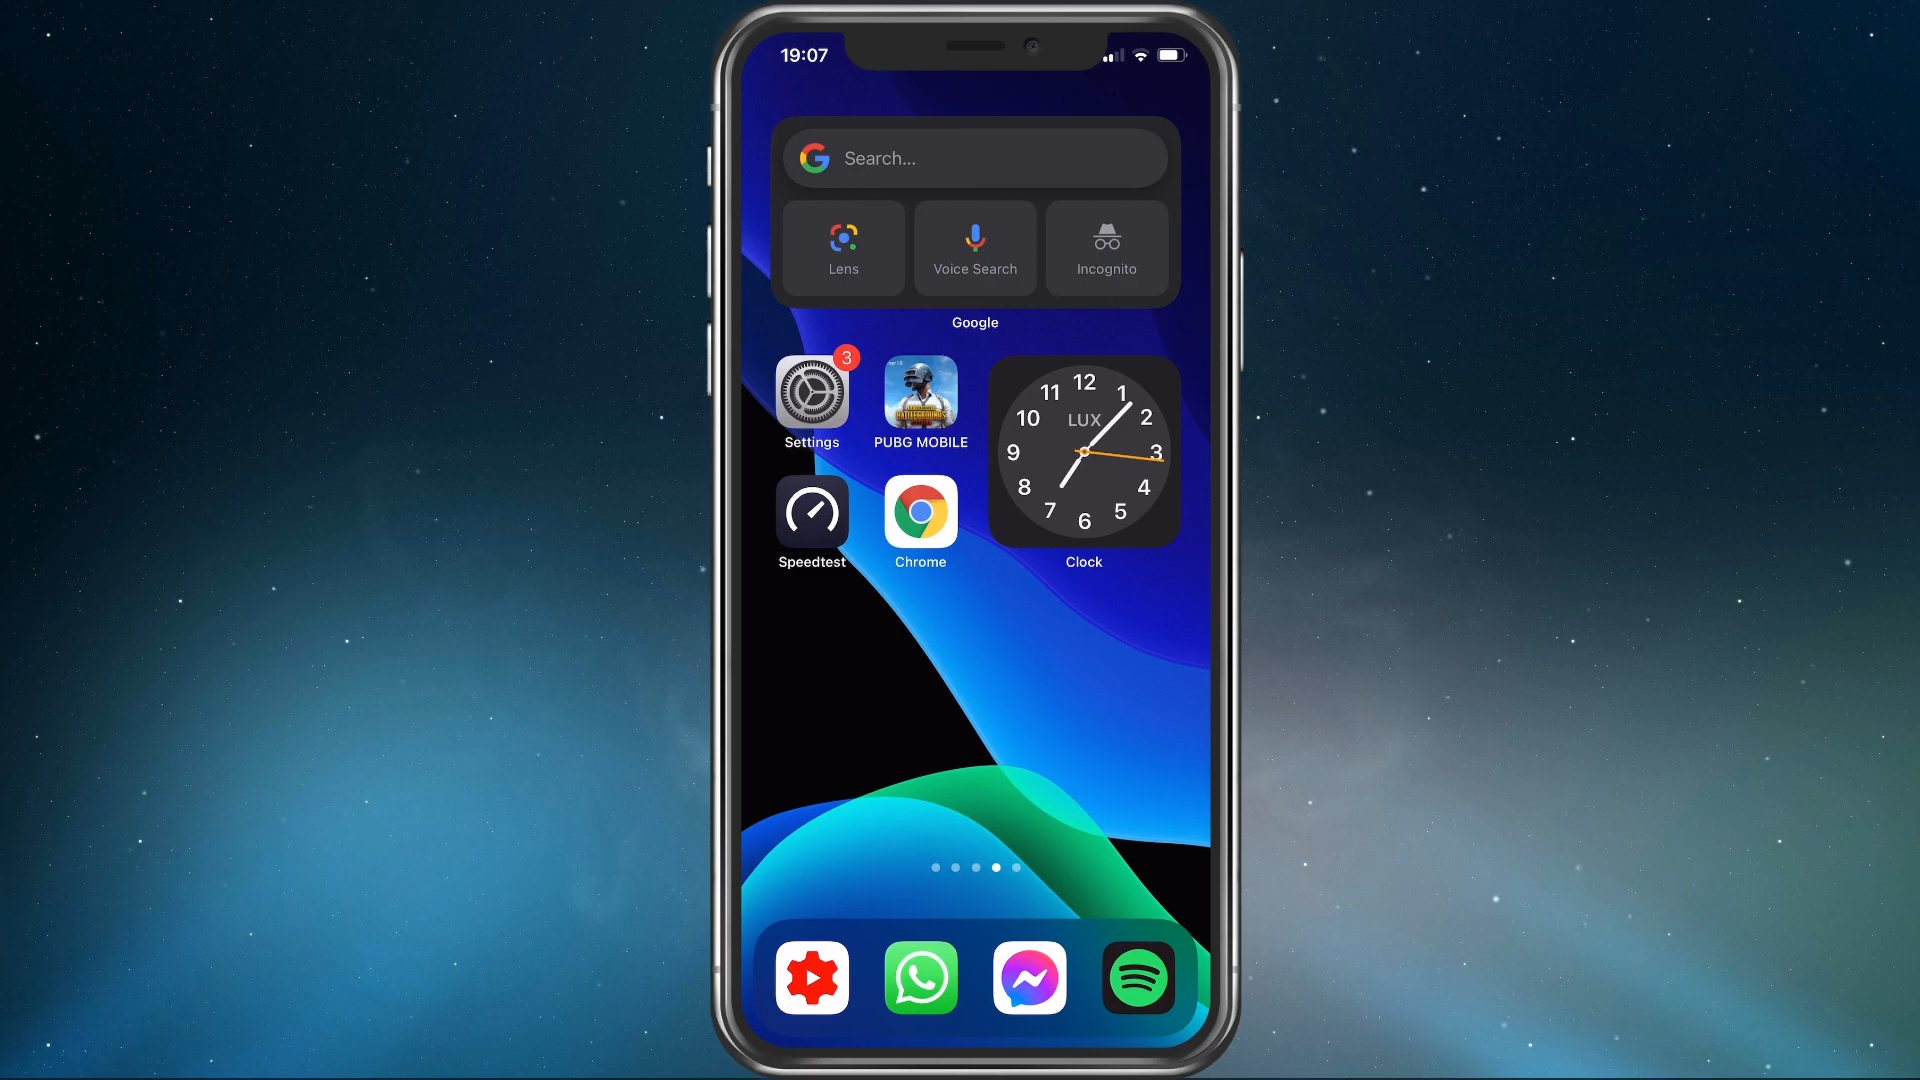 19:07
Search...
Lens
Voice Search
Incognito
Google
3
Settings
PUBG MOBILE
12
1
2
3
4
5
6
7
8
9
10
11
LUX
Speedtest
Chrome
Clock